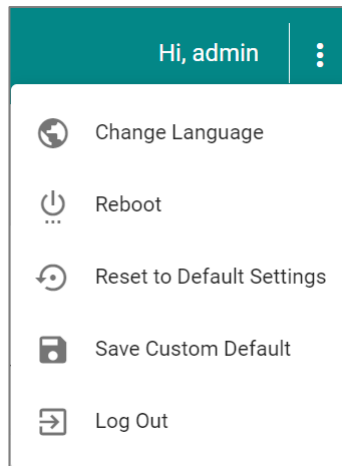 Hi, admin
Change Language
Reboot
Reset to Default Settings
Save Custom Default
Log Out